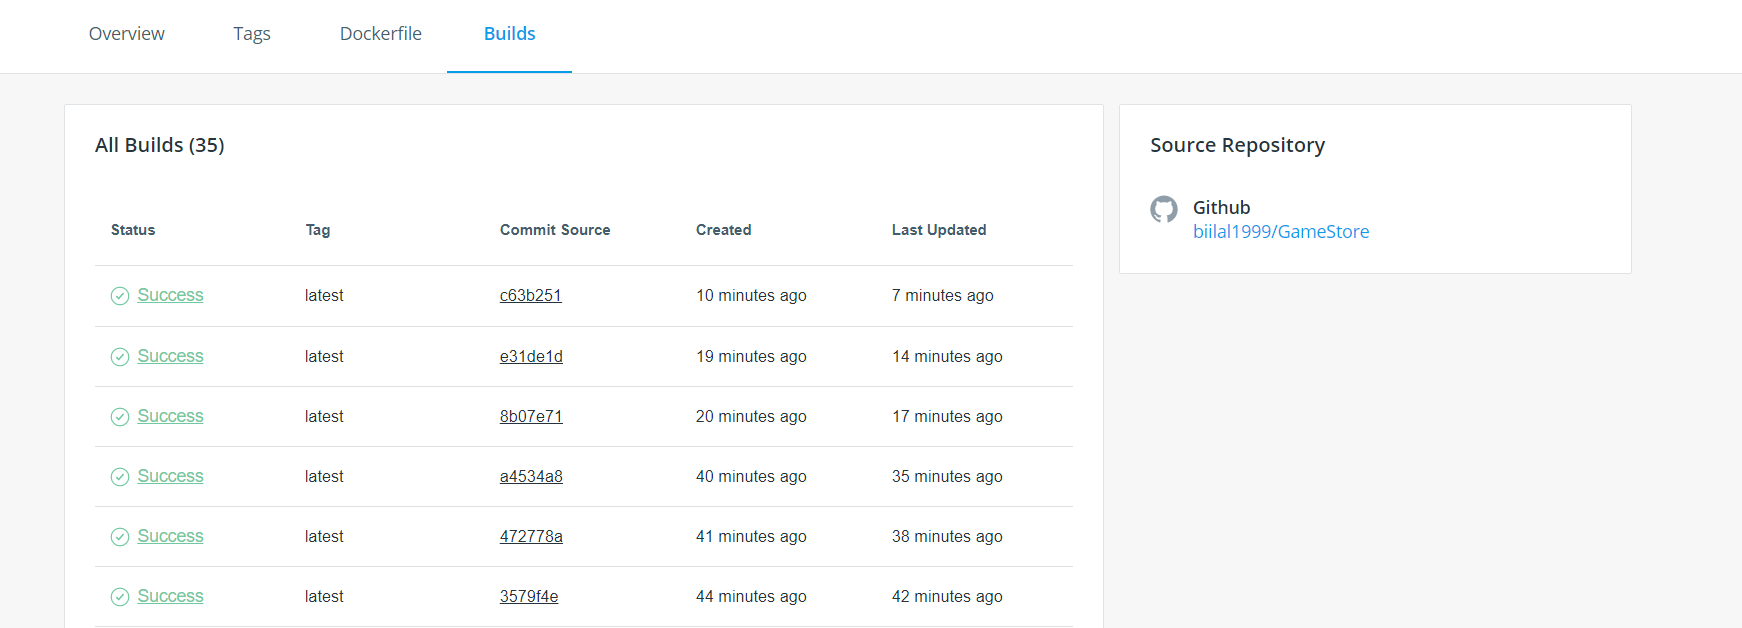 Overview Tags Dockerfile Builds
All Builds (35)
Status Tag Commit Source Created Last Updated
Success latest c63b251 10 minutes ago 7 minutes ago
Success latest e31de1d 19 minutes ago 14 minutes ago
Success latest 8b07e71 20 minutes ago 17 minutes ago
Success latest a4534a8 40 minutes ago 35 minutes ago
Success latest 472778a 41 minutes ago 38 minutes ago
Success latest 3579f4e 44 minutes ago 42 minutes ago
Source Repository
Github
biilal1999/GameStore